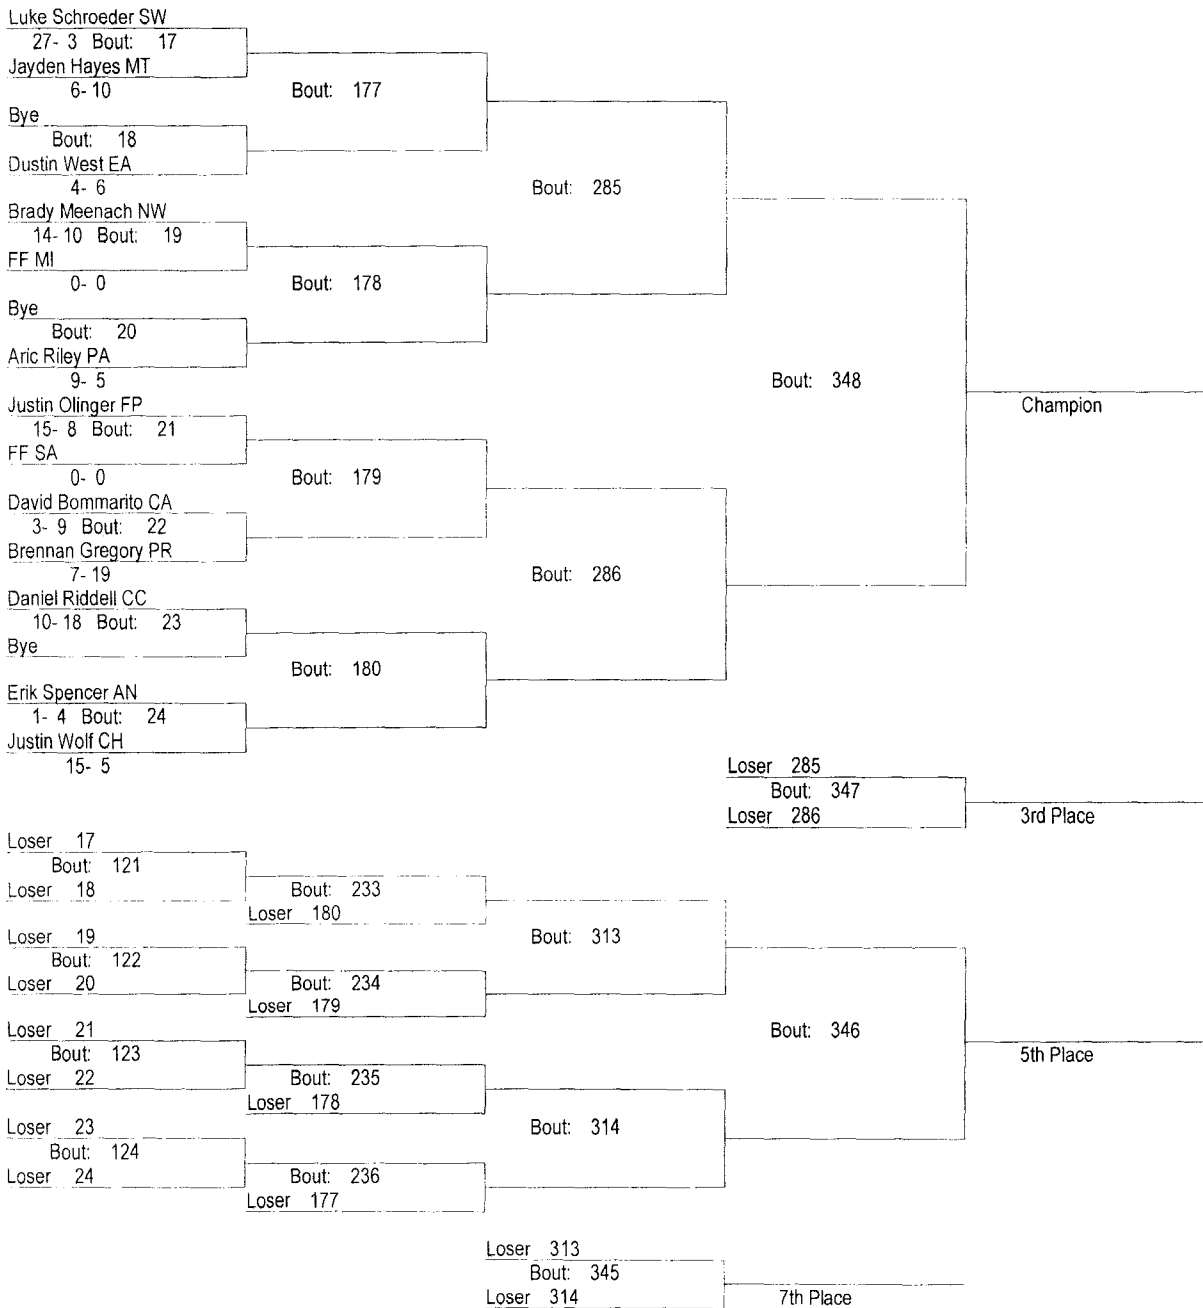 Luke Schroeder SW
27- 3 Bout: 17
Jayden Hayes MT
6- 10
Bout: 177
Bye
Bout: 18
Dustin West EA
4- 6
Bout: 285
Brady Meenach NW
14- 10 Bout: 19
FF MI
0- 0
Bout: 178
Bye
Bout: 20
Aric Riley PA
9- 5
Bout: 348
Champion
Justin Olinger FP
15- 8 Bout: 21
FF SA
0- 0
Bout: 179
David Bommarito CA
3- 9 Bout: 22
Brennan Gregory PR
7- 19
Bout: 286
Daniel Riddell CC
10- 18 Bout: 23
Bye
Bout: 180
Erik Spencer AN
1- 4 Bout: 24
Justin Wolf CH
15- 5
Loser 285
Bout: 347
Loser 286
3rd Place
Loser 17
Bout: 121
Loser 18
Bout: 233
Loser 180
Bout: 313
Loser 19
Bout: 122
Loser 20
Bout: 234
Loser 179
Bout: 346
5th Place
Loser 21
Bout: 123
Loser 22
Bout: 235
Loser 178
Bout: 314
Loser 23
Bout: 124
Loser 24
Bout: 236
Loser 177
Loser 313
Bout: 345
Loser 314
7th Place